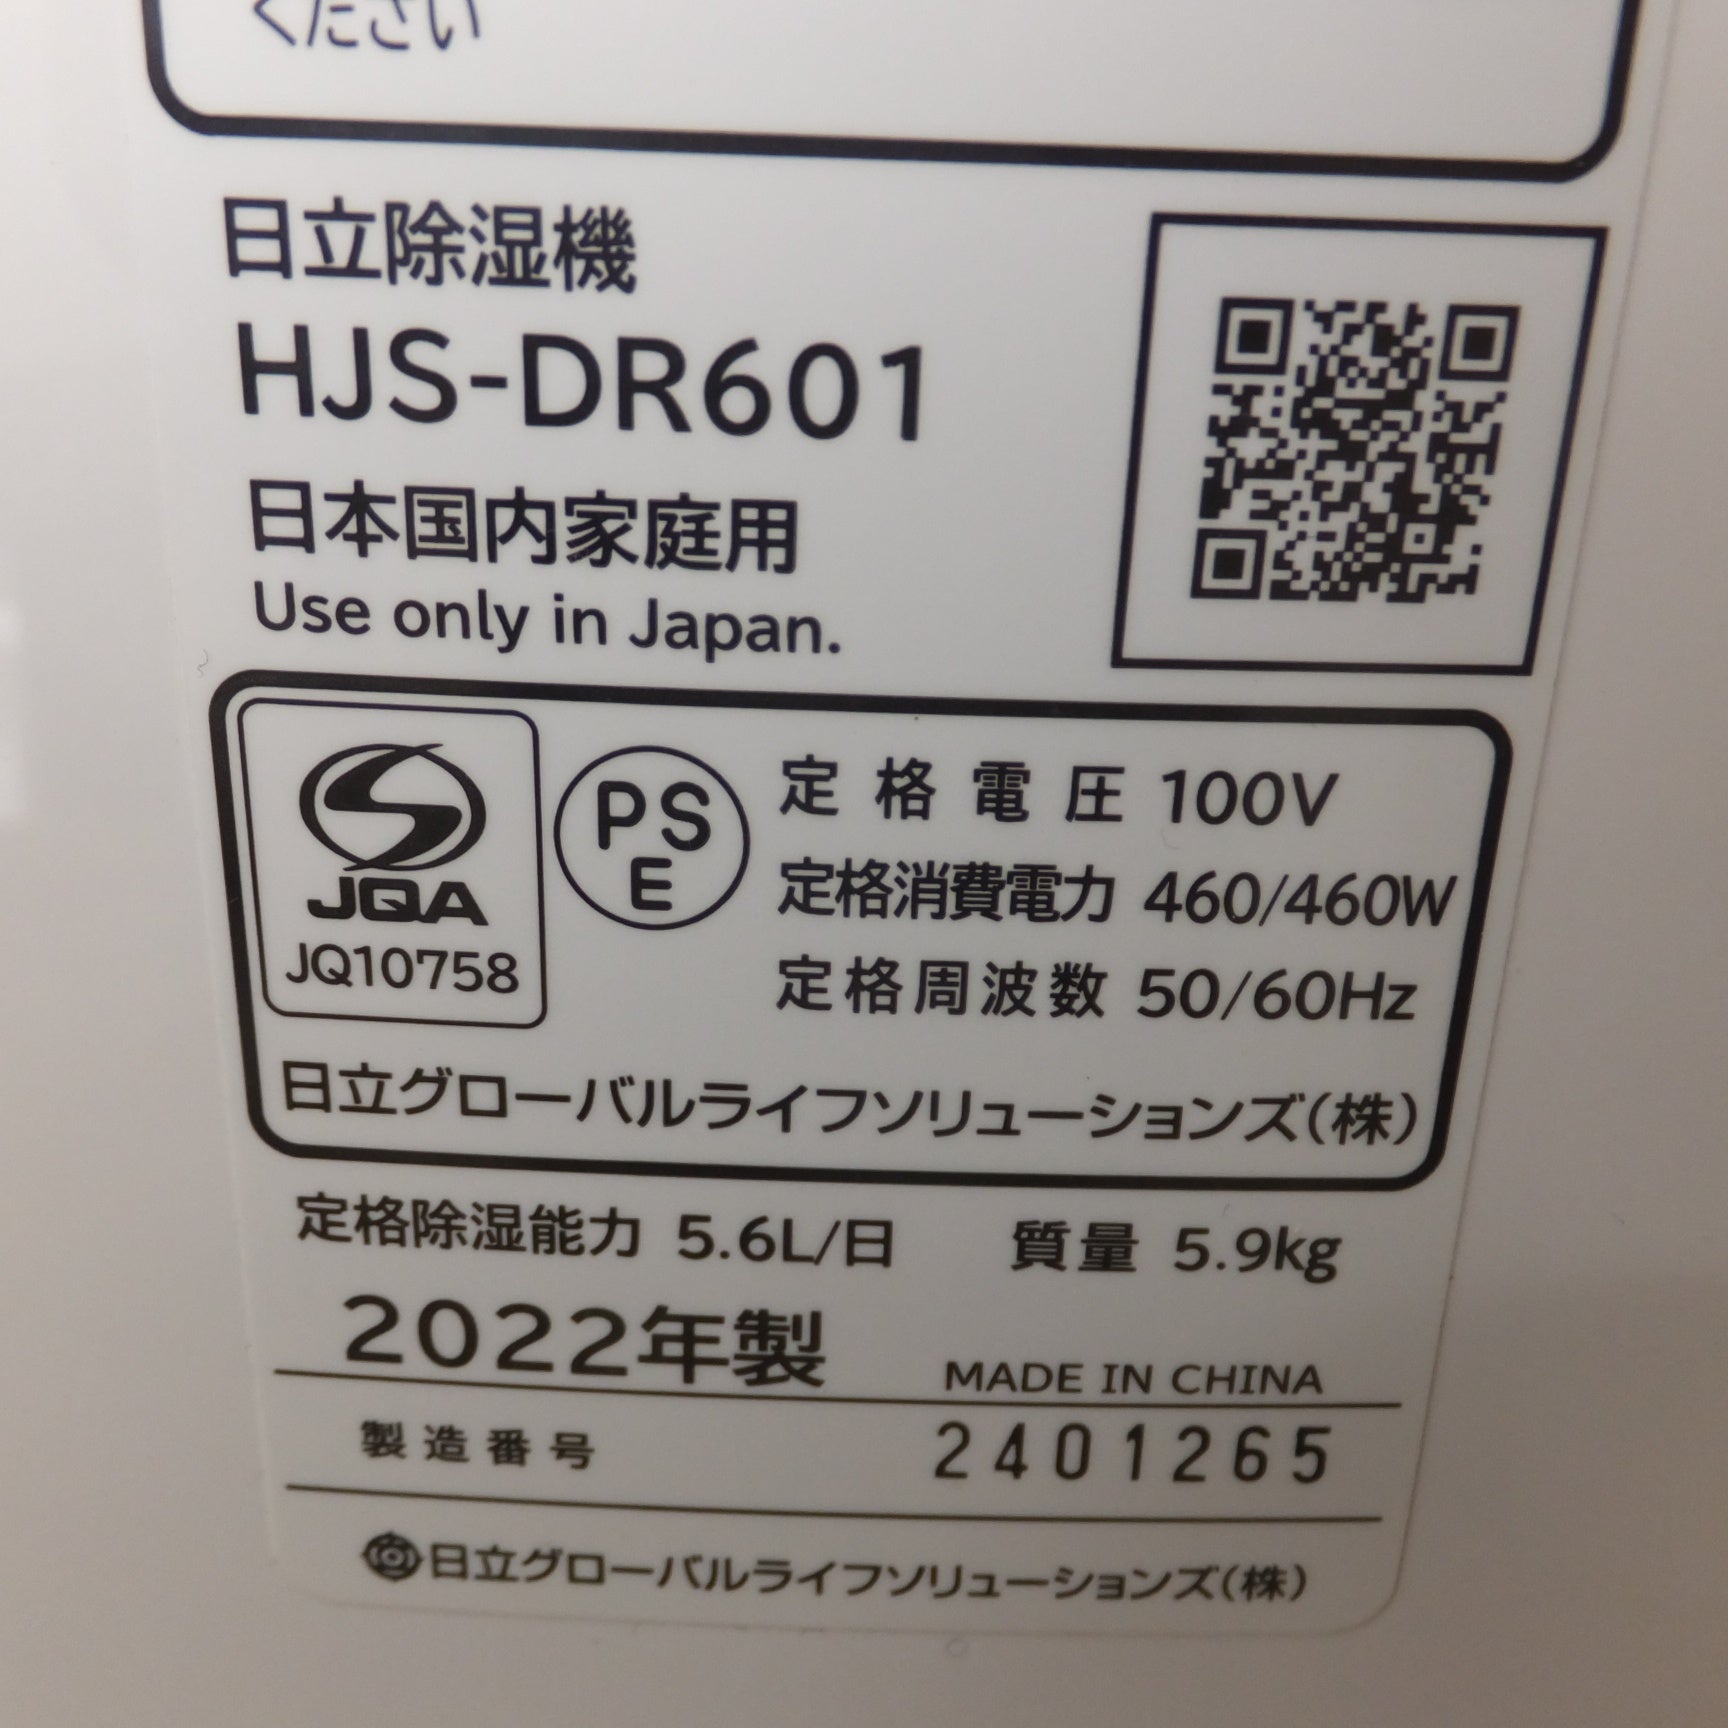 ください
日立除湿機
HJS-DR601
日本国内家庭用
Use only in Japan.
PS
E
JQA
JQ10758
定格電圧 100V
定格消費電力 460/460W
定格周波数 50/60Hz
日立グローバルライフソリューションズ(株)
定格除湿能力 5.6L/日 質量 5.9kg
2022年製 MADE IN CHINA
製造番号 2401265
日立グローバルライフソリューションズ(株)